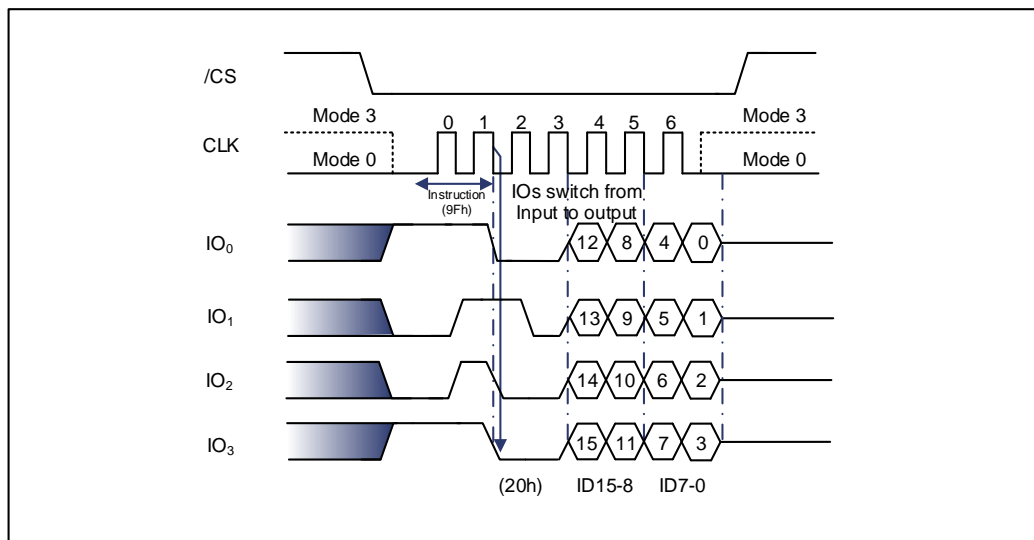 /CS
Mode 3
0 1 2 3 4 5 6
Mode 3
CLK
Mode 0
Mode 0
Instruction
(9Fh)
IOs switch from
Input to output
IO0
12 8 4 0
IO1
13 9 5 1
IO2
14 10 6 2
IO3
15 11 7 3
(20h) ID15-8 ID7-0